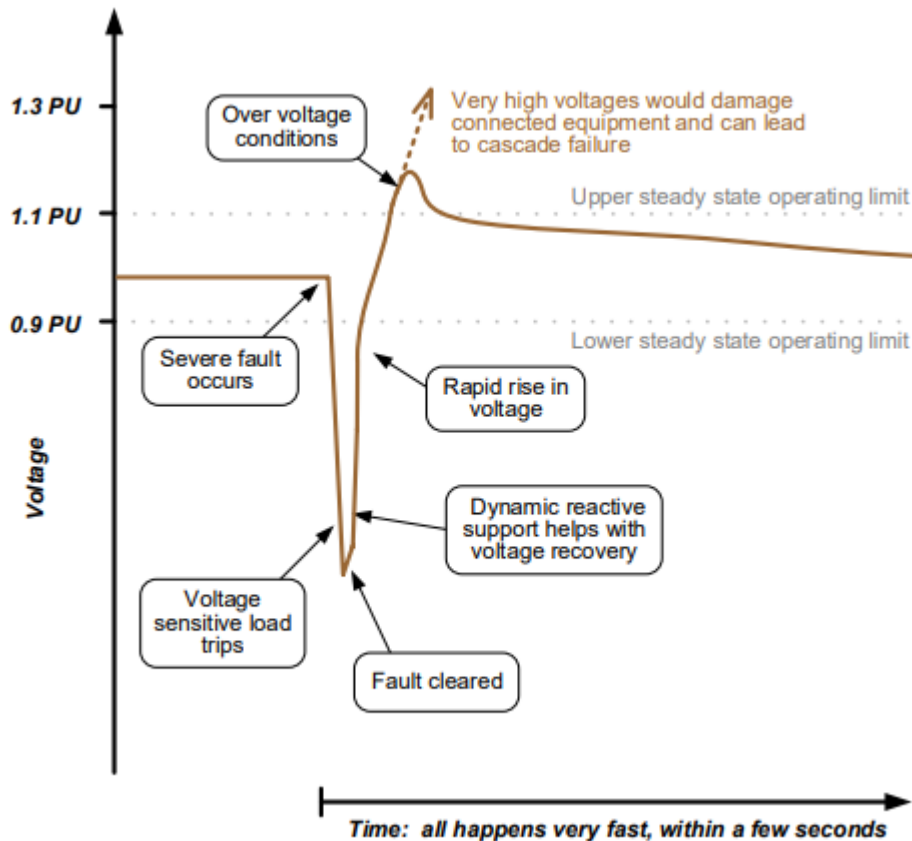 1.3 PU
Over voltage
conditions
Very high voltages would damage
connected equipment and can lead
to cascade failure
1.1 PU
Upper steady state operating limit
0.9 PU
Lower steady state operating limit
Severe fault
occurs
Rapid rise in
voltage
Voltage
Dynamic reactive
support helps with
voltage recovery
Voltage
sensitive load
trips
Fault cleared
Time: all happens very fast, within a few seconds